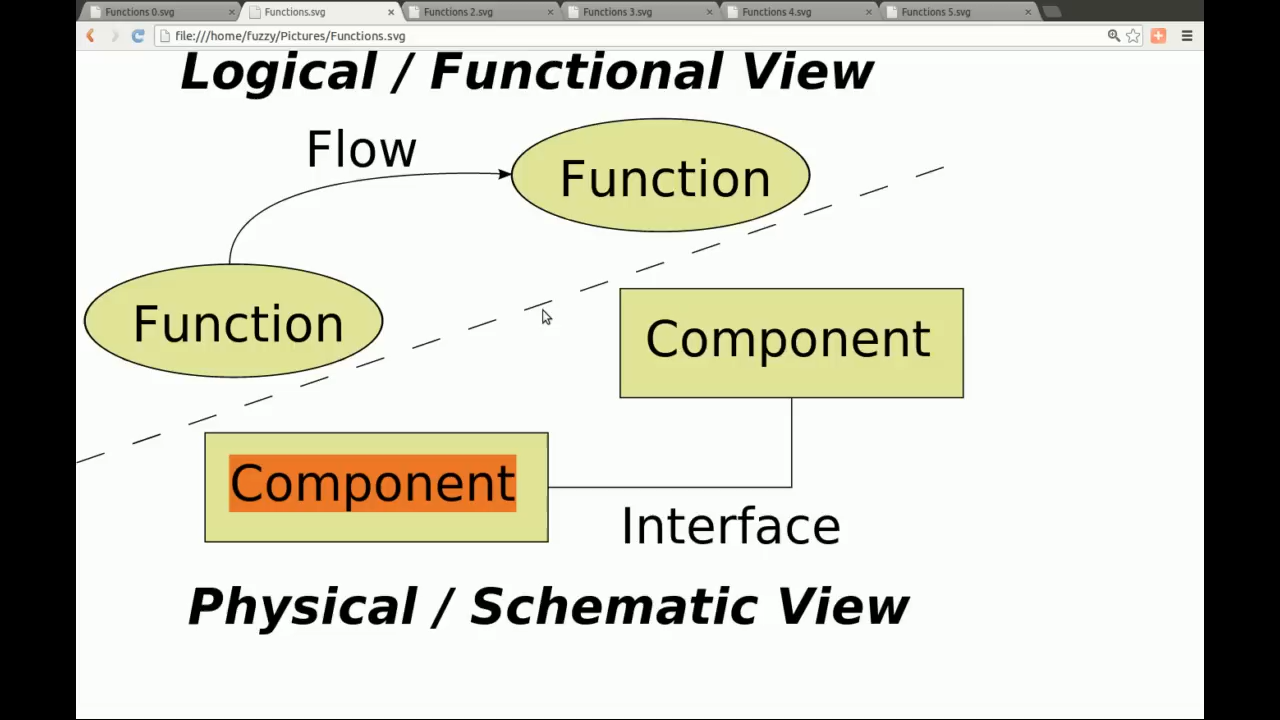 Functions 0.svg
Functions.svg
Functions 2.svg
Functions 3.svg
Functions 4.svg
Functions 5.svg
file:///home/fuzzy/Pictures/Functions.svg
Logical / Functional View
Flow
Function
Function
Component
Component
Interface
Physical / Schematic View